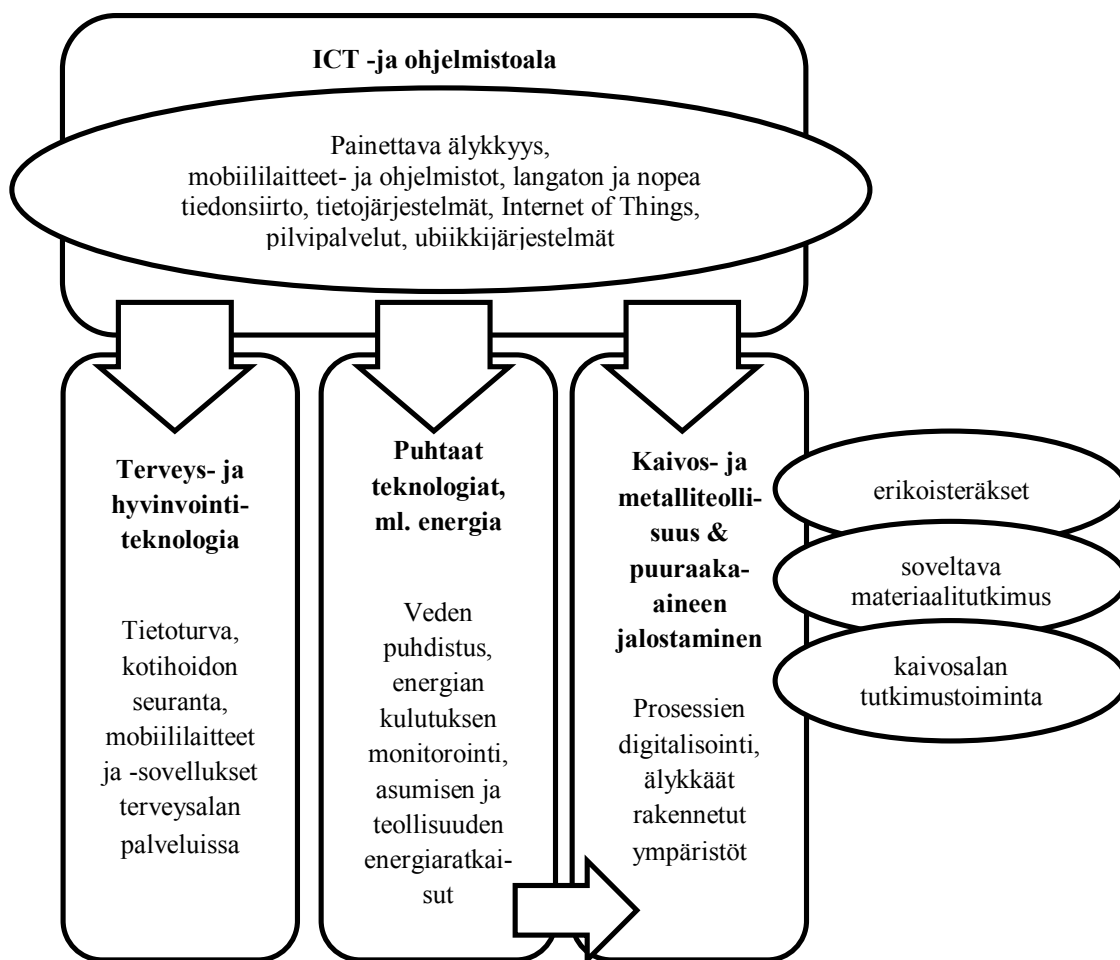 ICT -ja ohjelmistoala
Painettava älykkyys,
mobiililaitteet- ja ohjelmistot, langaton ja nopea
tiedonsiirto, tietojärjestelmät, Internet of Things,
pilvipalvelut, ubiikkijärjestelmät
Terveys- ja
hyvinvointi-
teknologia
Tietoturva,
kotihoidon
seuranta,
mobiililaitteet
ja -sovellukset
terveysalan
palveluissa
Puhtaat
teknologiat,
ml. energia
Veden
puhdistus,
energian
kulutuksen
monitorointi,
asumisen ja
teollisuuden
energiaratkai-
sut
Kaivos- ja
metalliteolli-
suus &
puuraaka-
aineen
jalostaminen
Prosessien
digitalisointi,
älykkäät
rakennetut
ympäristöt
erikoisteräkset
soveltava
materiaalitutkimus
kaivosalan
tutkimustoiminta